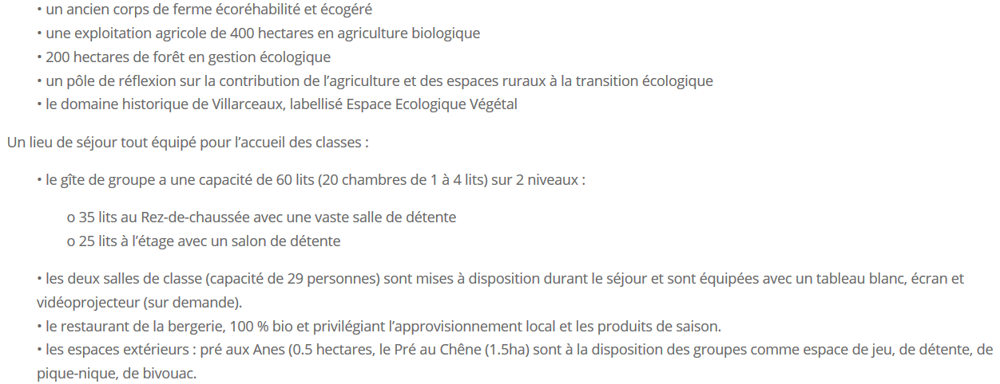 • un ancien corps de ferme écoréhabilité et écogéré
• une exploitation agricole de 400 hectares en agriculture biologique
• 200 hectares de forêt en gestion écologique
• un pôle de réflexion sur la contribution de l’agriculture et des espaces ruraux à la transition écologique
• le domaine historique de Villarceaux, labellisé Espace Ecologique Végétal
Un lieu de séjour tout équipé pour l’accueil des classes :
• le gîte de groupe a une capacité de 60 lits (20 chambres de 1 à 4 lits) sur 2 niveaux :
o 35 lits au Rez-de-chaussée avec une vaste salle de détente
o 25 lits à l’étage avec un salon de détente
• les deux salles de classe (capacité de 29 personnes) sont mises à disposition durant le séjour et sont équipées avec un tableau blanc, écran et
vidéoprojecteur (sur demande).
• le restaurant de la bergerie, 100 % bio et privilégiant l’approvisionnement local et les produits de saison.
• les espaces extérieurs : pré aux Anes (0.5 hectares, le Pré au Chêne (1.5ha) sont à la disposition des groupes comme espace de jeu, de détente, de
pique-nique, de bivouac.